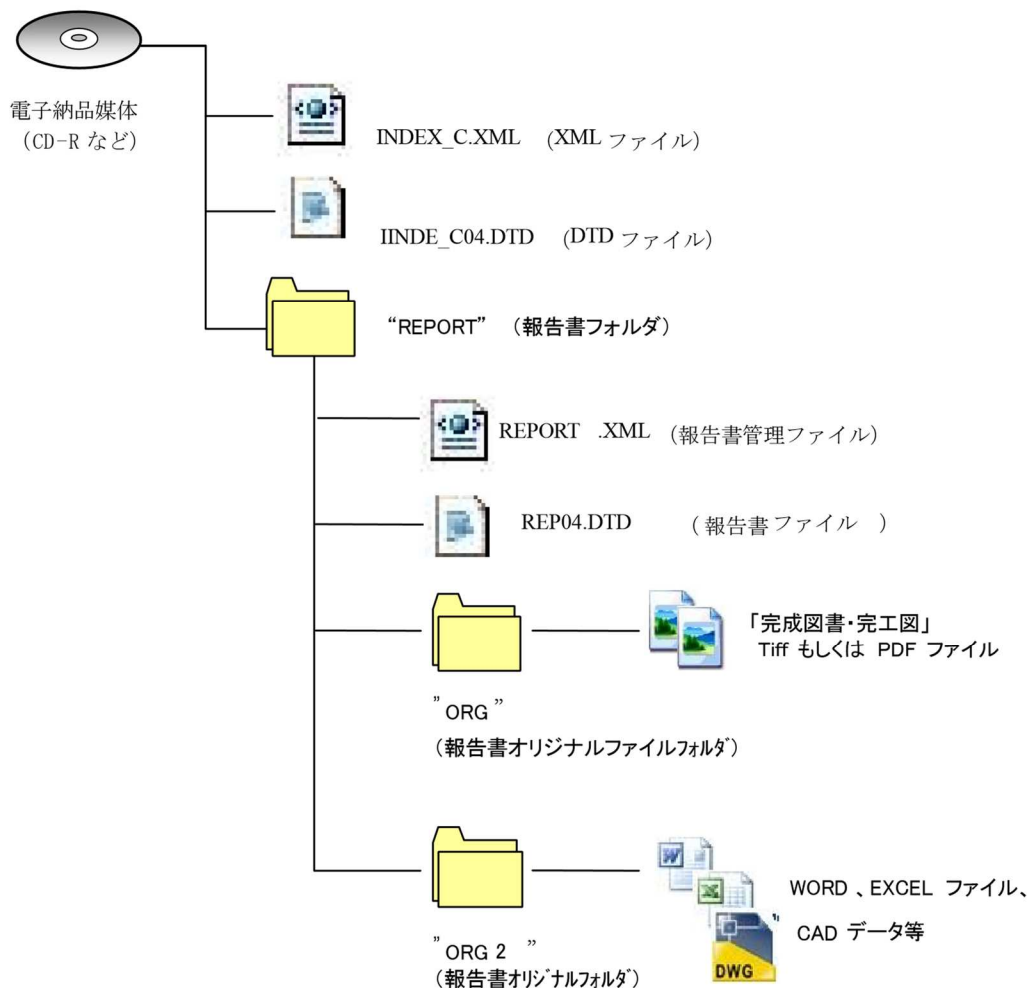 電子納品媒体
（CD-R など）
INDEX_C.XML （XML ファイル）
IINDE_C04.DTD （DTD ファイル）
“REPORT” （報告書フォルダ）
REPORT .XML （報告書管理ファイル）
REP04.DTD （報告書ファイル ）
「完成図書・完工図」
Tiff もしくは PDF ファイル
”ORG”
（報告書オリジナルファイルフォルダ）
WORD 、EXCEL ファイル、
” CAD データ等
DWG
”ORG 2 ”
（報告書オリジナルフォルダ）